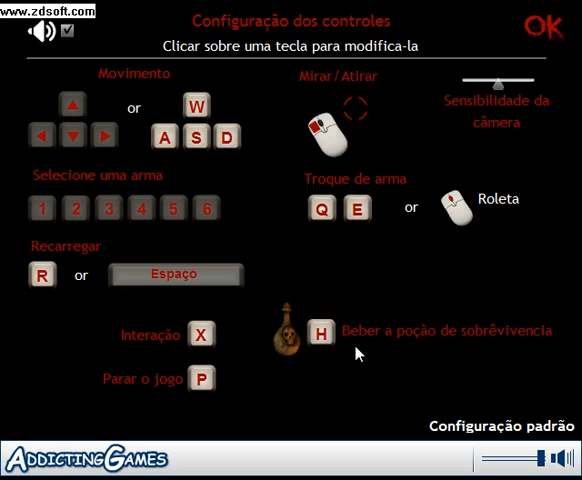 www.zdsoft.com
Configuração dos controles
OK
Clicar sobre uma tecla para modifica-la
Movimento
Mirar/Atirar
or
W
A S D
Sensibilidade da
câmera
Selecione uma arma
Troque de arma
1 2 3 4 5 6
Q E or Roleta
Recarregar
R or Espaço
Interação X
H Beber a poção de sobrêvivencia
Parar o jogo P
Configuração padrão
AddictingGames